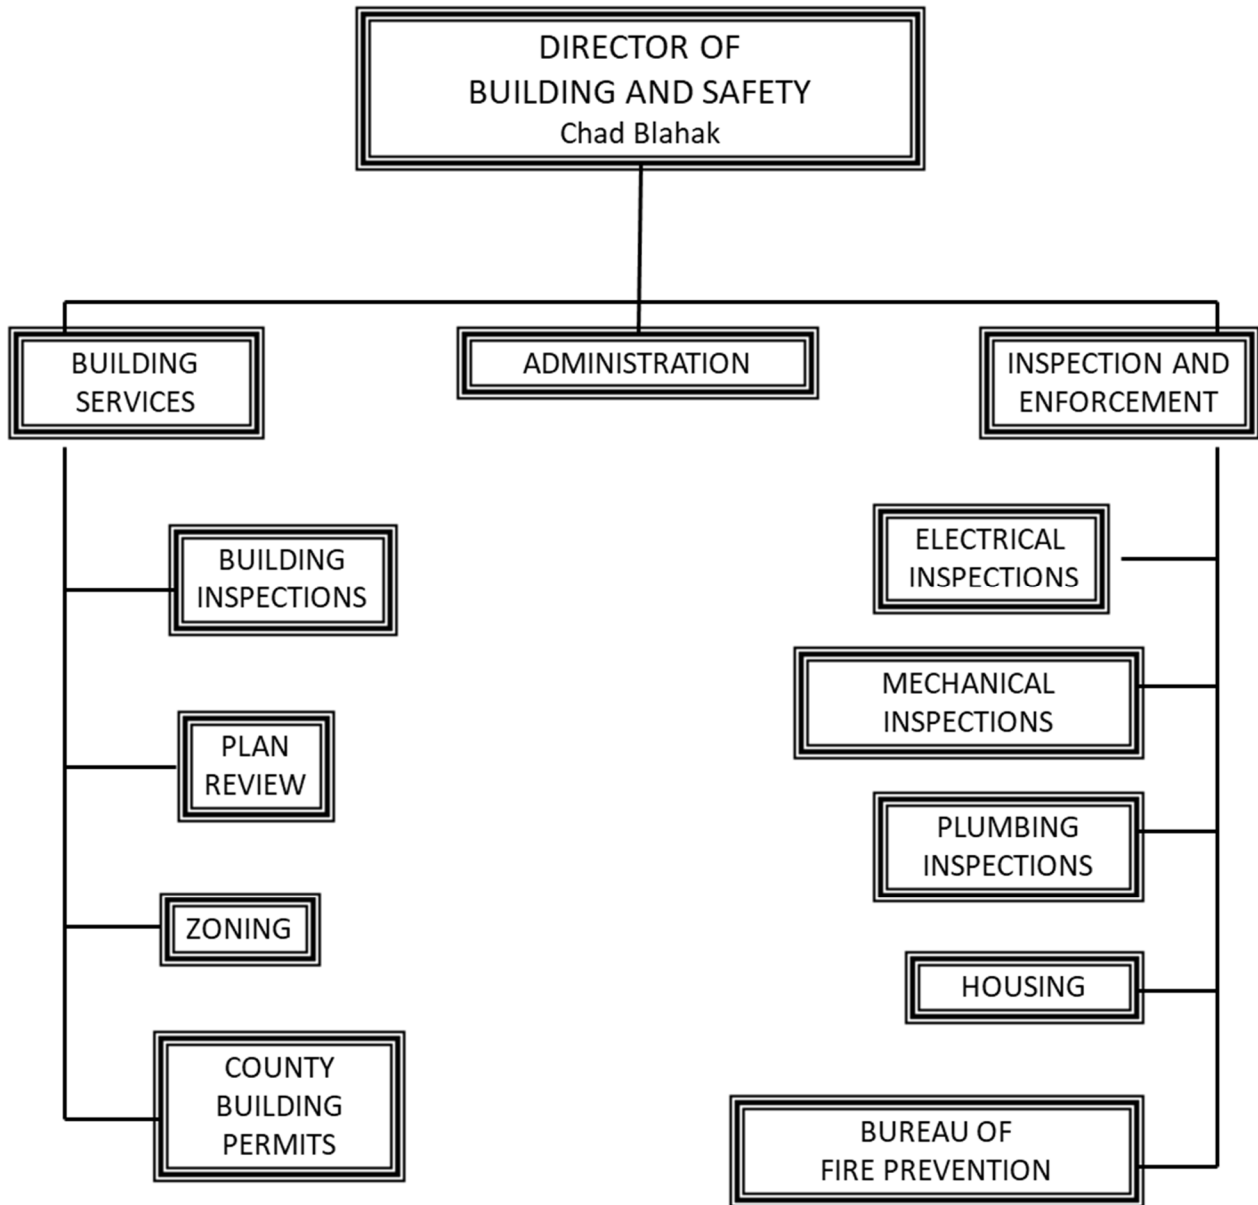 DIRECTOR OF
BUILDING AND SAFETY
Chad Blahak
BUILDING
SERVICES
ADMINISTRATION
INSPECTION AND
ENFORCEMENT
BUILDING
INSPECTIONS
PLAN
REVIEW
ZONING
COUNTY
BUILDING
PERMITS
ELECTRICAL
INSPECTIONS
MECHANICAL
INSPECTIONS
PLUMBING
INSPECTIONS
HOUSING
BUREAU OF
FIRE PREVENTION